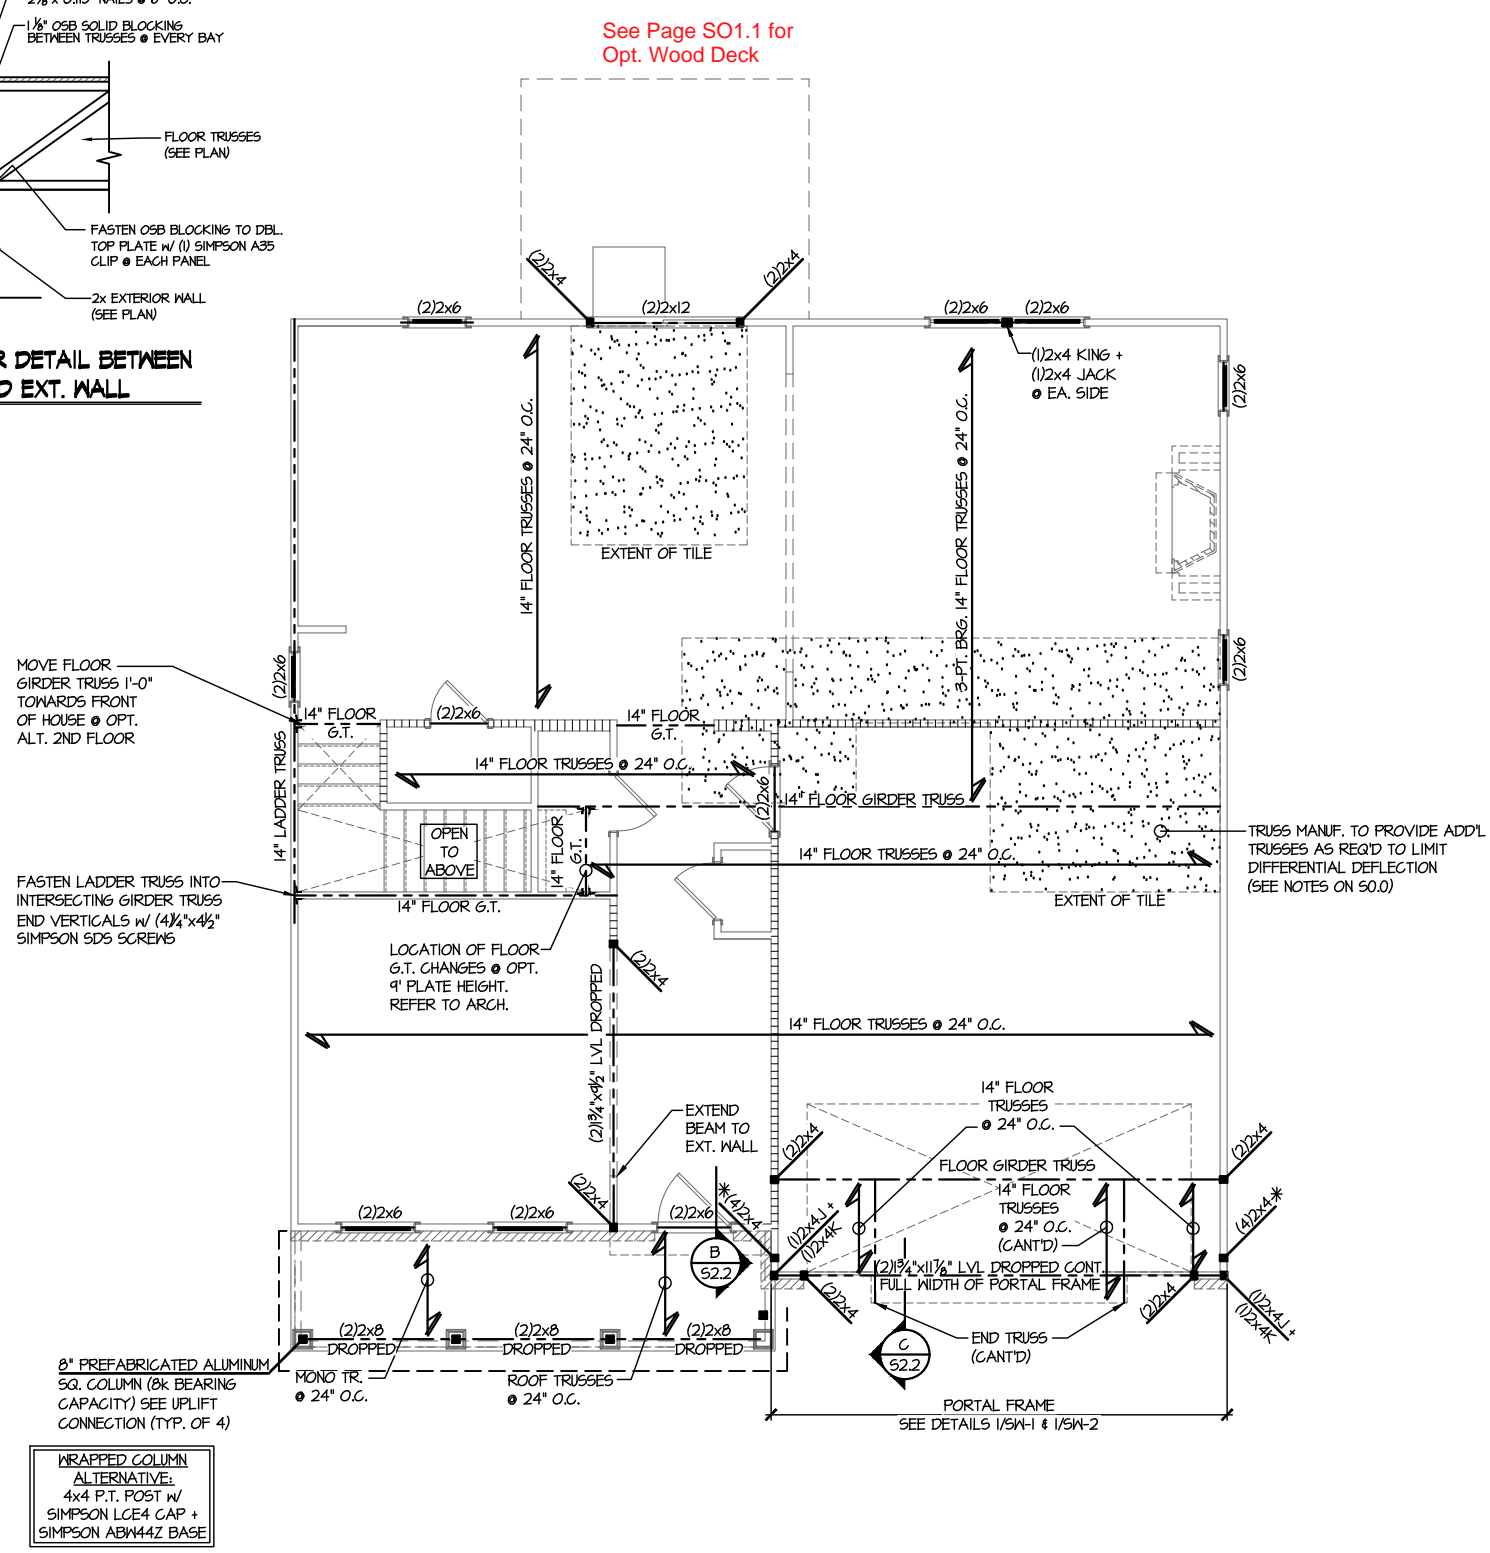 1⅛" OSB SOLID BLOCKING
BETWEEN TRUSSES @ EVERY BAY
See Page SO1.1 for
Opt. Wood Deck
FLOOR TRUSSES
(SEE PLAN)
FASTEN OSB BLOCKING TO DBL.
TOP PLATE W/ (1) SIMPSON A35
CLIP @ EACH PANEL
2x EXTERIOR WALL
(SEE PLAN)
R DETAIL BETWEEN
D EXT. WALL
(2)2x4
(2)2x4
(2)2x6
(2)2x12
(2)2x6
(2)2x6
(1)2x4 KING +
(1)2x4 JACK
@ EA. SIDE
(2)2x6
14" FLOOR TRUSSES @ 24" O.C.
3-PT. BRG. 14" FLOOR TRUSSES @ 24" O.C.
EXTENT OF TILE
(2)2x6
(2)2x6
MOVE FLOOR
GIRDER TRUSS 1'-0"
TOWARDS FRONT
OF HOUSE @ OPT.
ALT. 2ND FLOOR
14" FLOOR
G.T.
(2)2x6
14" FLOOR
G.T.
14" LADDER TRUSS
14" FLOOR TRUSSES @ 24" O.C.
(2)2x6
14" FLOOR GIRDER TRUSS
OPEN
TO
ABOVE
14" FLOOR
G.T.
14" FLOOR TRUSSES @ 24" O.C.
TRUSS MANUF. TO PROVIDE ADD'L
TRUSSES AS REQ'D TO LIMIT
DIFFERENTIAL DEFLECTION
(SEE NOTES ON S0.0)
EXTENT OF TILE
FASTEN LADDER TRUSS INTO
INTERSECTING GIRDER TRUSS
END VERTICALS W/ (4)¼"x4½"
SIMPSON SDS SCREWS
14" FLOOR G.T.
LOCATION OF FLOOR
G.T. CHANGES @ OPT.
9' PLATE HEIGHT.
REFER TO ARCH.
(2)2x4
(2)1¾"x9½" LVL DROPPED
14" FLOOR TRUSSES @ 24" O.C.
EXTEND
BEAM TO
EXT. WALL
14" FLOOR
TRUSSES
@ 24" O.C.
(2)2x4
(2)2x4
FLOOR GIRDER TRUSS
14" FLOOR
TRUSSES
@ 24" O.C.
(CANT'D)
(2)2x4
(2)2x6
(2)2x6
(2)2x6
*(4)2x4
(4)2x4*
(1)2x4J +
(1)2x4K
B
S2.2
(2)1¾"x11⅞" LVL DROPPED CONT.
FULL WIDTH OF PORTAL FRAME
(2)2x4
(2)2x4
(1)2x4J +
(1)2x4K
(2)2x8
DROPPED
(2)2x8
DROPPED
(2)2x8
DROPPED
END TRUSS
(CANT'D)
C
S2.2
8" PREFABRICATED ALUMINUM
SQ. COLUMN (8K BEARING
CAPACITY) SEE UPLIFT
CONNECTION (TYP. OF 4)
MONO TR.
@ 24" O.C.
ROOF TRUSSES
@ 24" O.C.
PORTAL FRAME
SEE DETAILS 1/SW-1 & 1/SW-2
WRAPPED COLUMN
ALTERNATIVE:
4x4 P.T. POST W/
SIMPSON LCE4 CAP +
SIMPSON ABW44Z BASE